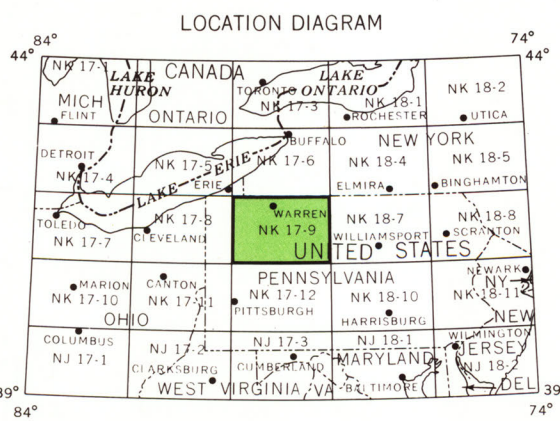 LOCATION DIAGRAM
84°
74°
44°
44°
NK 17-1
LAKE
HURON
CANADA
TORONTO
LAKE
ONTARIO
NK 17-3
MICH
FLINT
ONTARIO
NK 18-1
ROCHESTER
NK 18-2
UTICA
DETROIT
NK 17-4
NK 17-5
LAKE ERIE
BUFFALO
NK 17-6
NEW YORK
NK 18-4
NK 18-5
ERIE
ELMIRA
BINGHAMTON
TOLEDO
NK 17-7
NK 17-8
CLEVELAND
WARREN
NK 17-9
NK 18-7
WILLIAMSPORT
NK 18-8
SCRANTON
UNITED STATES
MARION
NK 17-10
CANTON
NK 17-11
PENNSYLVANIA
NK 17-12
PITTSBURGH
NK 18-10
HARRISBURG
NEWARK
NY
NK 18-11
NEW
JERSEY
OHIO
COLUMBUS
NJ 17-1
NJ 17-2
CLARKSBURG
NJ 17-3
CUMBERLAND
NJ 18-1
MARYLAND
BALTIMORE
WILMINGTON
NJ 18-2
DEL
WEST VIRGINIA
VA
39°
39
84°
74°